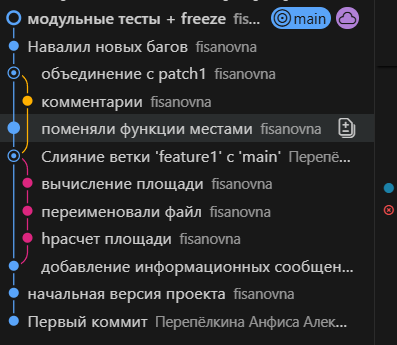 модульные тесты + freeze fis... main
Навалил новых багов fisanovna
объединение с patch1 fisanovna
комментарии fisanovna
поменяли функции местами fisanovna
Слияние ветки 'feature1' с 'main' Перепё...
вычисление площади fisanovna
переименовали файл fisanovna
hрасчет площади fisanovna
добавление информационных сообщен...
начальная версия проекта fisanovna
Первый коммит Перепёлкина Анфиса Алек...